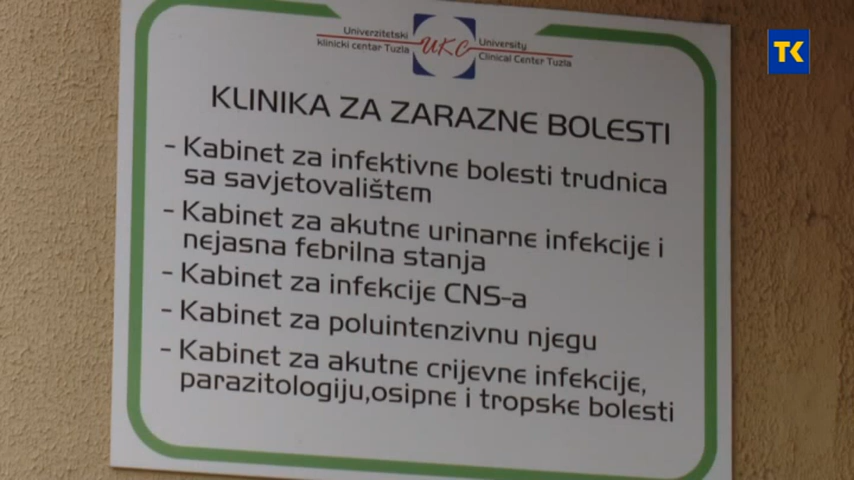 Univerzitetski
klinicki centar Tuzla
UKC
University
Clinical Center Tuzla
TK
KLINIKA ZA ZARAZNE BOLESTI
- Kabinet za infektivne bolesti trudnica
sa savjetovalištem
- Kabinet za akutne urinarne infekcije i
nejasna febrilna stanja
- Kabinet za infekcije CNS-a
- Kabinet za poluintenzivnu njegu
- Kabinet za akutne crijevne infekcije,
parazitologiju,osipne i tropske bolesti